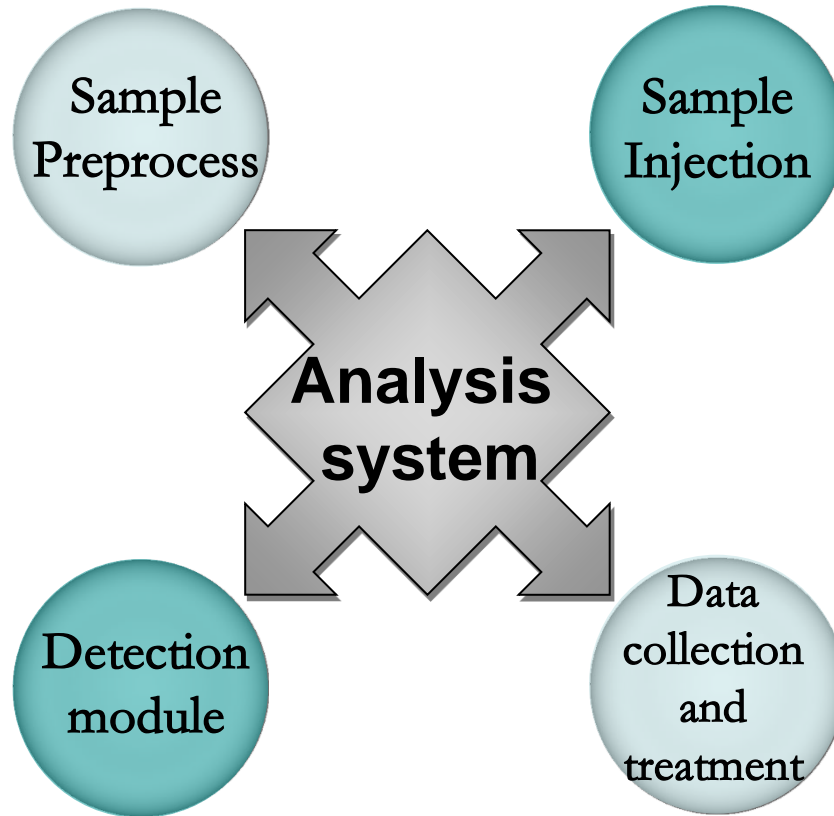 Sample
Preprocess
Sample
Injection
Analysis
system
Detection
module
Data
collection
and
treatment